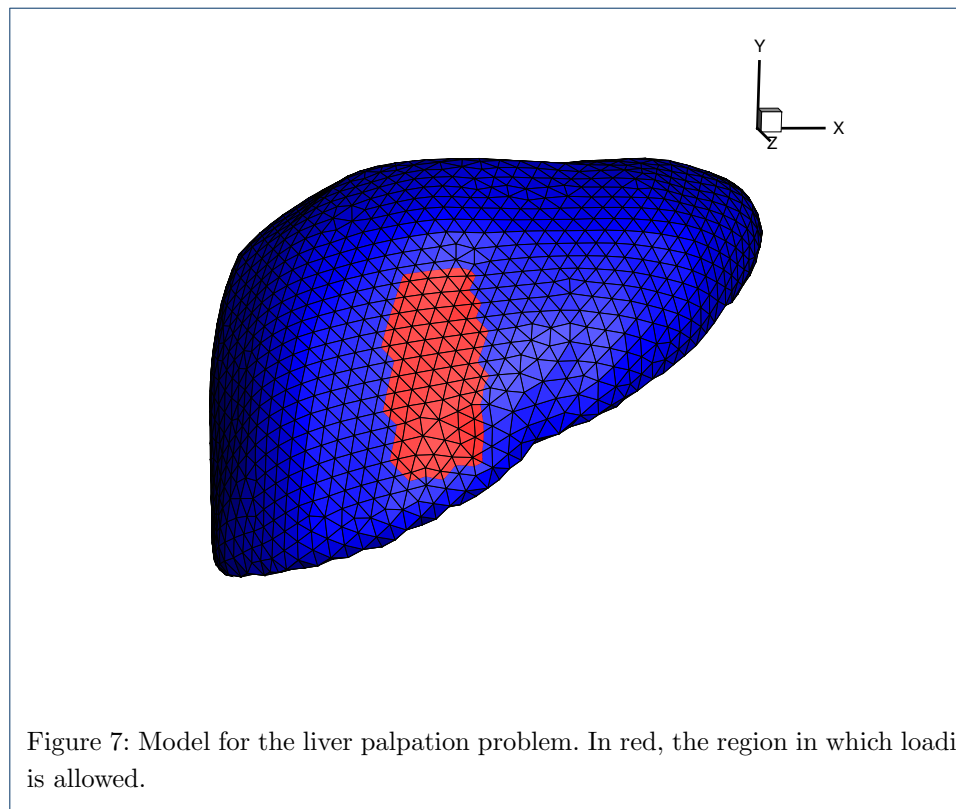 Y
X
Z
Figure 7: Model for the liver palpation problem. In red, the region in which loadi
is allowed.